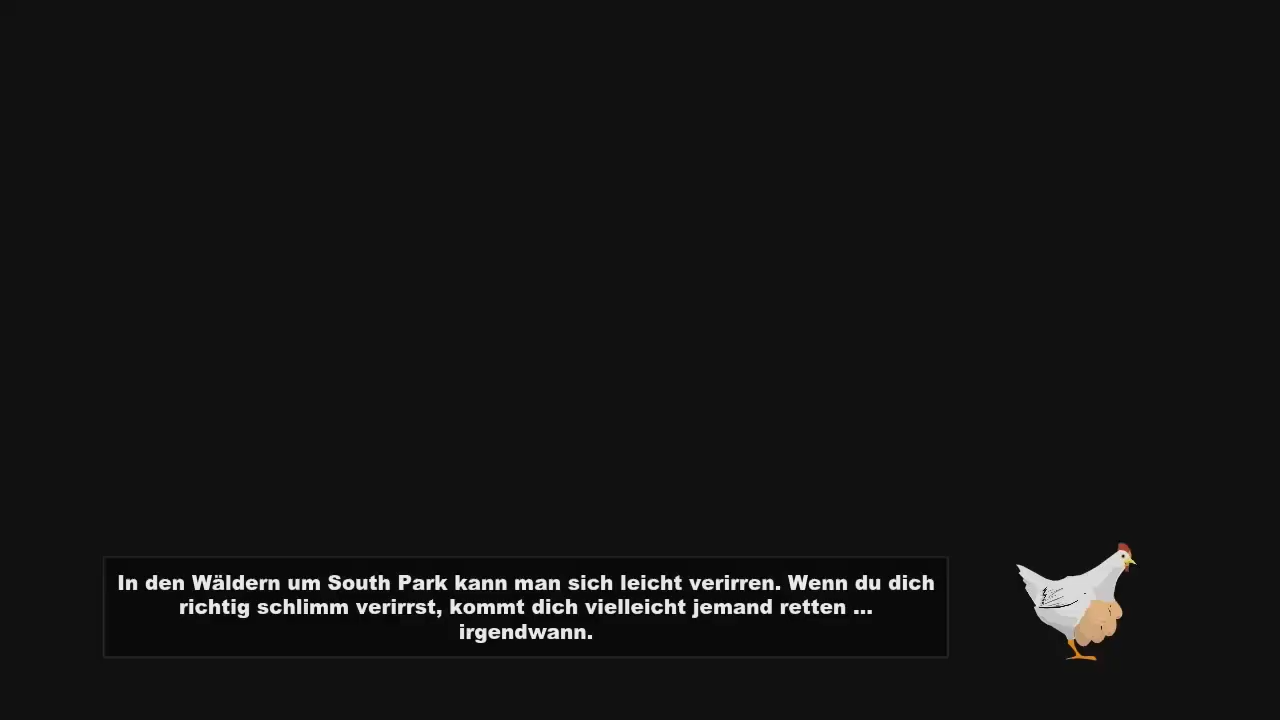 In den Wäldern um South Park kann man sich leicht verirren. Wenn du dich
richtig schlimm verirrst, kommt dich vielleicht jemand retten ...
irgendwann.